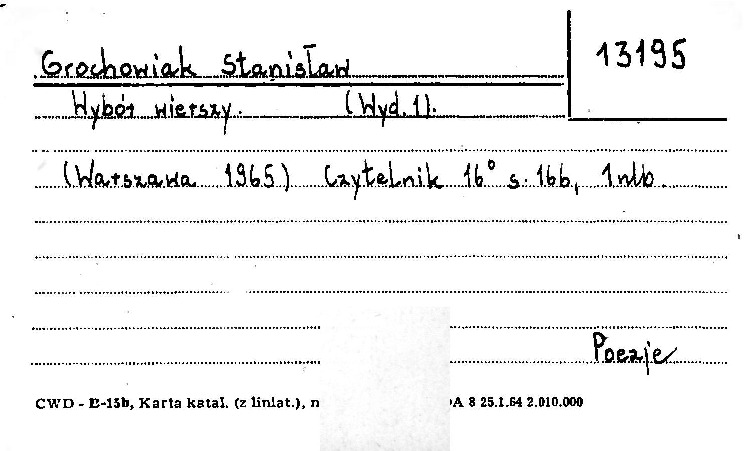 Grochowiak Stanisław
13195
Wybór wierszy. (Wyd. 1).
(Warszawa 1965) Czytelnik 16° s. 166, 1 nlb.
Poezje
CWD - B-15b, Karta katal. (z liniat.), n A 8 25.1.64 2.010.000